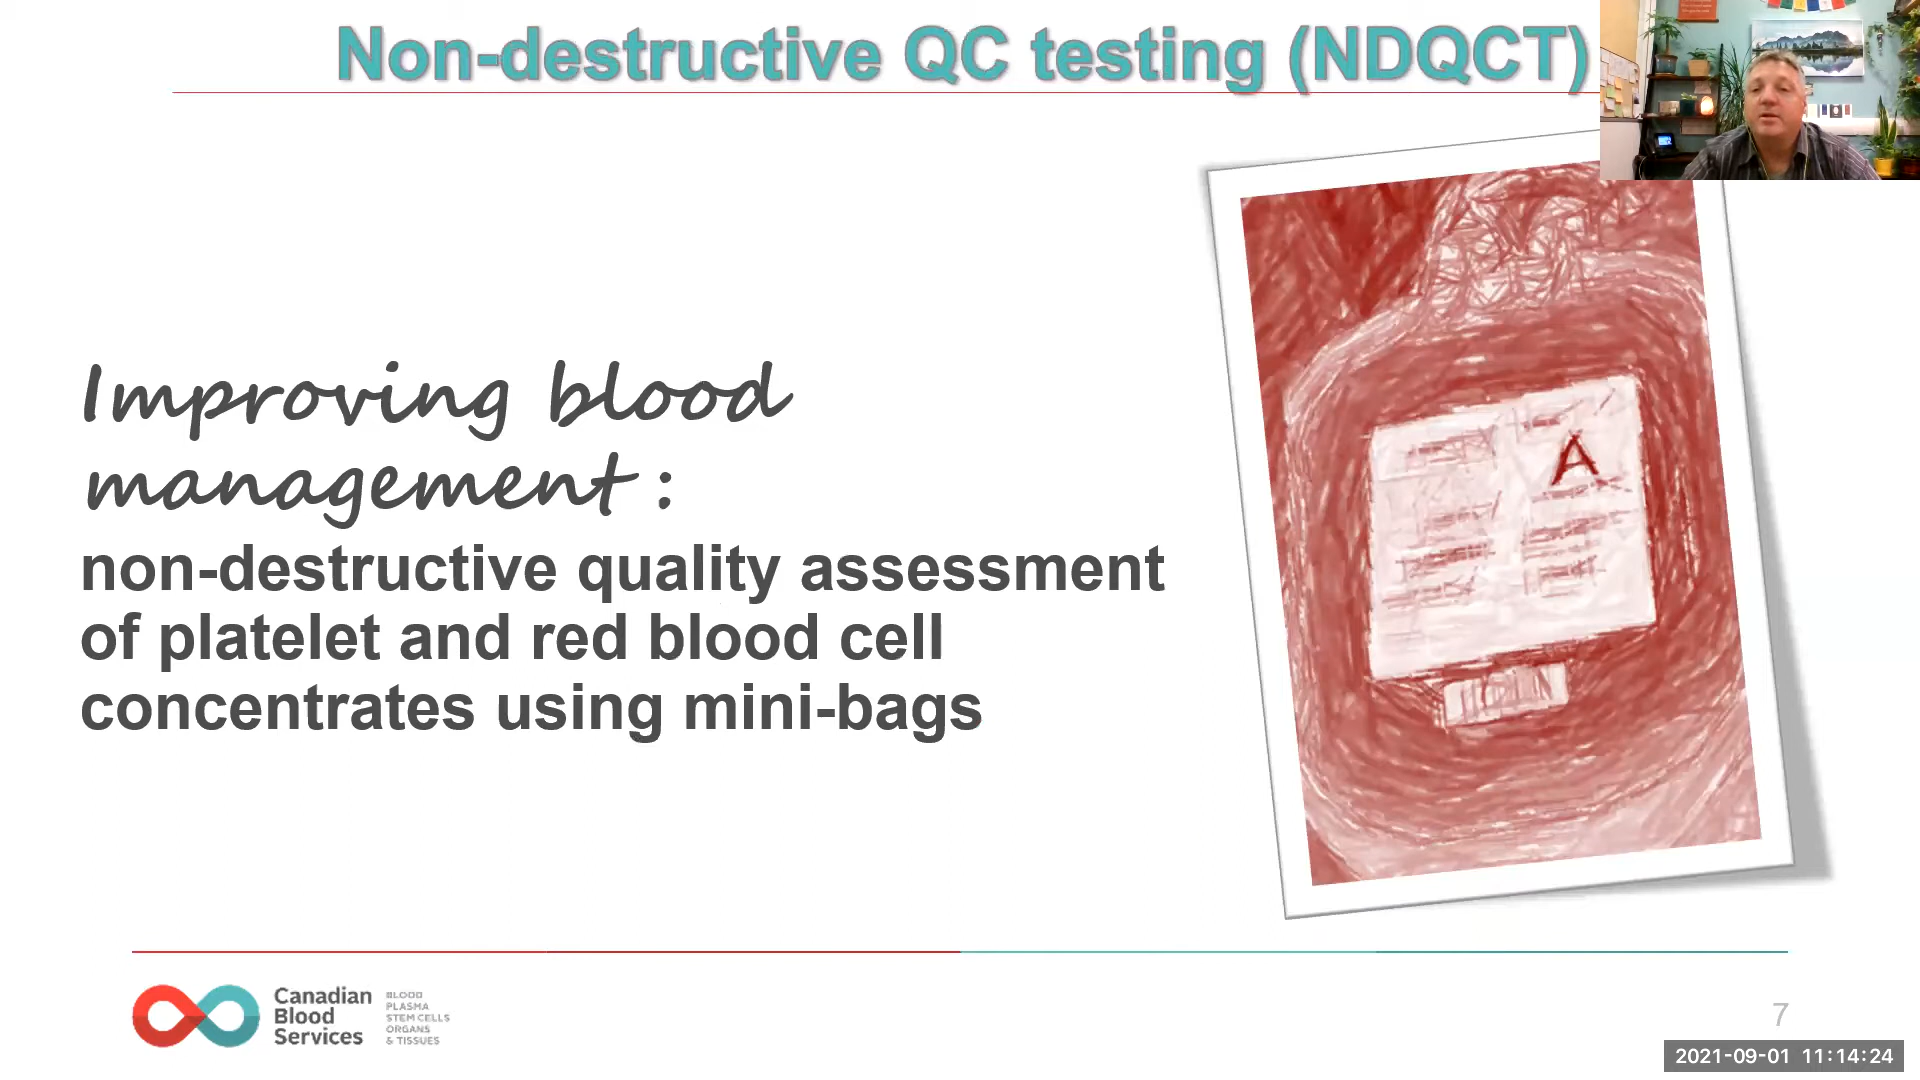 Non-destructive QC testing (NDQCT)
Improving blood
management:
non-destructive quality assessment
of platelet and red blood cell
concentrates using mini-bags
A
Canadian
Blood
Services
BLOOD
PLASMA
STEM CELLS
ORGANS
& TISSUES
7
2021-09-01 11:14:24